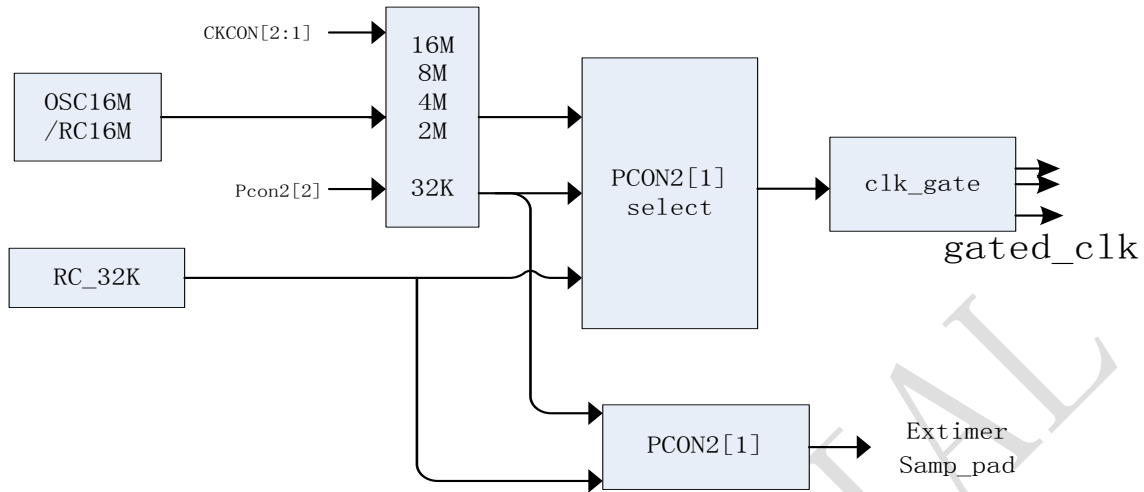 CKCON[2:1]
OSC16M
/RC16M
16M
8M
4M
2M
32K
Pcon2[2]
RC_32K
PCON2[1]
select
clk_gate
gated_clk
PCON2[1]
Extimer
Samp_pad
IAL